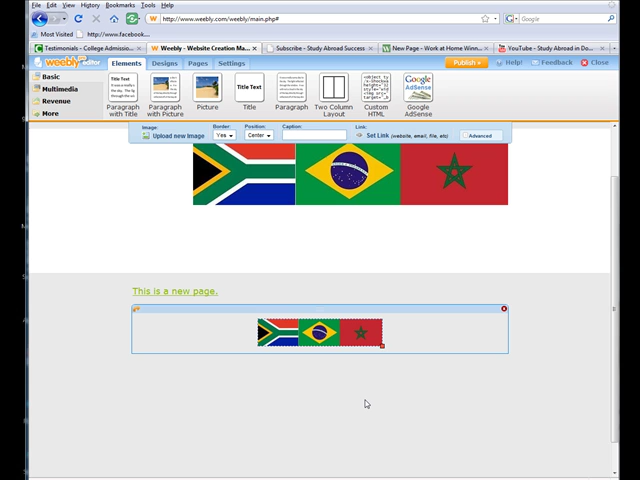 File Edit View History Bookmarks Tools Help
http://www.weebly.com/weebly/main.php#
Google
Most Visited http://www.facebook....
Testimonials - College Admissio... Weebly - Website Creation Ma... Subscribe - Study Abroad Success New Page - Work at Home Winn... YouTube - Study Abroad in Do...
weebly editor Elements Designs Pages Settings Publish » Help! Feedback Close
Basic
Multimedia
Revenue
More
Title Text
Title Text
Google AdSense
Paragraph with Title
Paragraph with Picture
Picture
Title
Paragraph
Two Column Layout
Custom HTML
Google AdSense
Image: Border: Position: Caption: Link:
Upload new Image Yes Center Set Link (website, email, file, etc) Advanced
This is a new page.